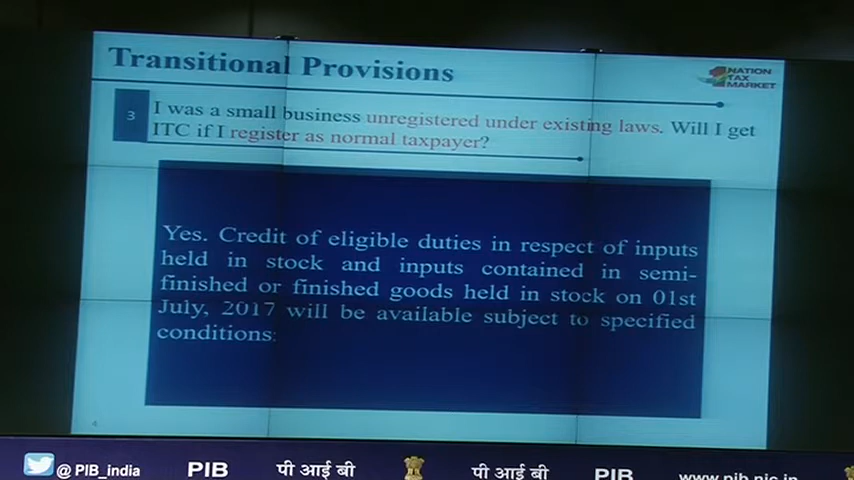 Transitional Provisions
1 NATION
TAX
MARKET
3
I was a small business unregistered under existing laws. Will I get
ITC if I register as normal taxpayer?
Yes. Credit of eligible duties in respect of inputs
held in stock and inputs contained in semi-
finished or finished goods held in stock on 01st
July, 2017 will be available subject to specified
conditions:
4
@PIB_india PIB पी आई बी पी आई बी PIB www.pib.nic.in